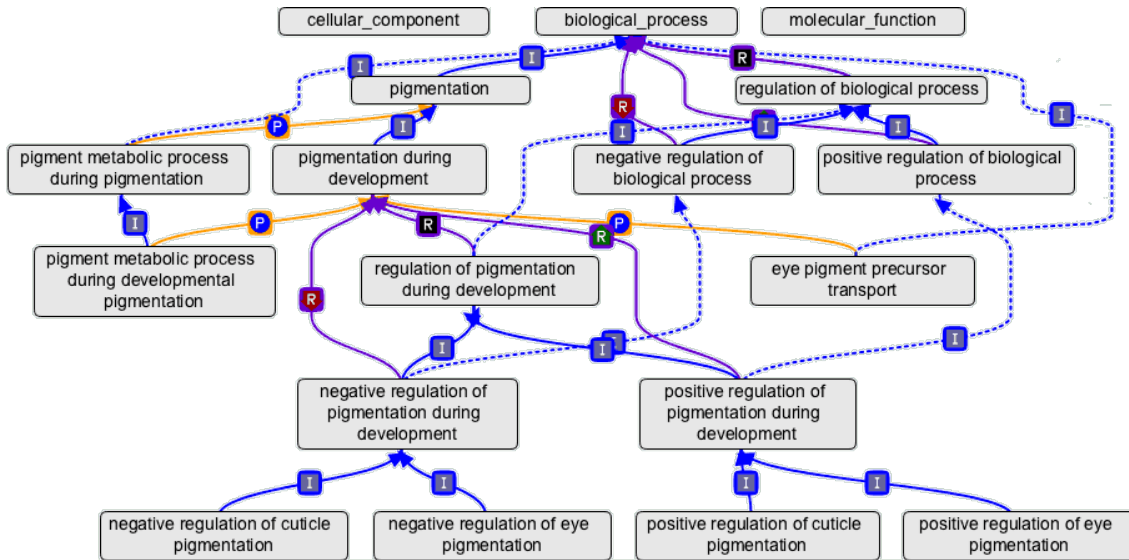 cellular_component
biological_process
molecular_function
I
I
R
pigmentation
regulation of biological process
P
I
R
I
I
I
I
pigment metabolic process
during pigmentation
pigmentation during
development
negative regulation of
biological process
positive regulation of biological
process
I
P
R
R
P
pigment metabolic process
during developmental
pigmentation
regulation of pigmentation
during development
eye pigment precursor
transport
R
I
I
I
I
negative regulation of
pigmentation during
development
positive regulation of
pigmentation during
development
I
I
I
I
negative regulation of cuticle
pigmentation
negative regulation of eye
pigmentation
positive regulation of cuticle
pigmentation
positive regulation of eye
pigmentation